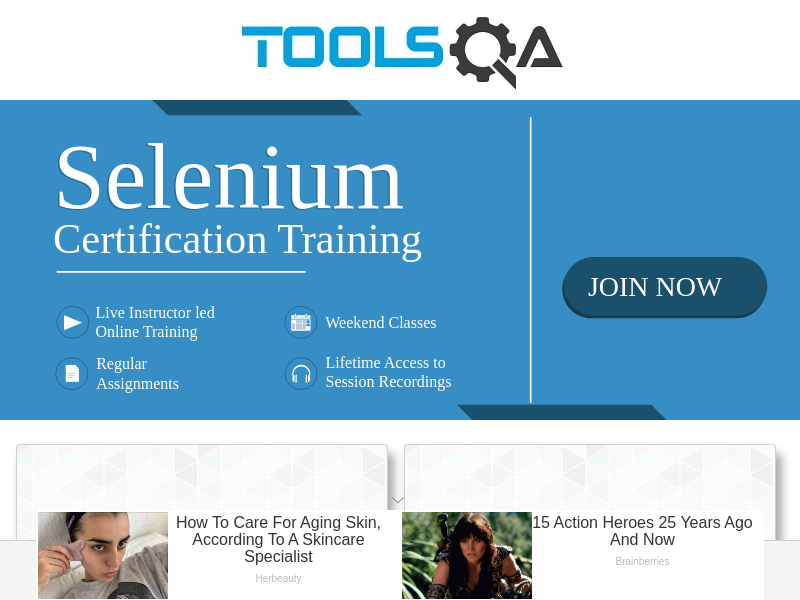 TOOLSQA
Selenium
Certification Training
JOIN NOW
Live Instructor led
Online Training
Weekend Classes
Regular
Assignments
Lifetime Access to
Session Recordings
How To Care For Aging Skin,
According To A Skincare
Specialist
Herbeauty
15 Action Heroes 25 Years Ago
And Now
Brainberries